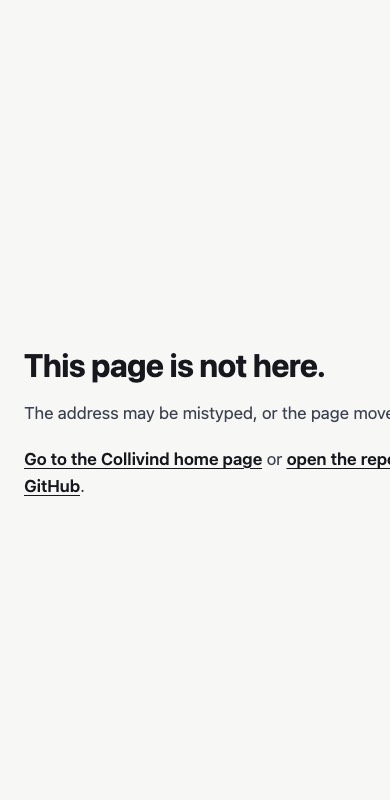 This page is not here.
The address may be mistyped, or the page move
Go to the Collivind home page or open the repo
GitHub.